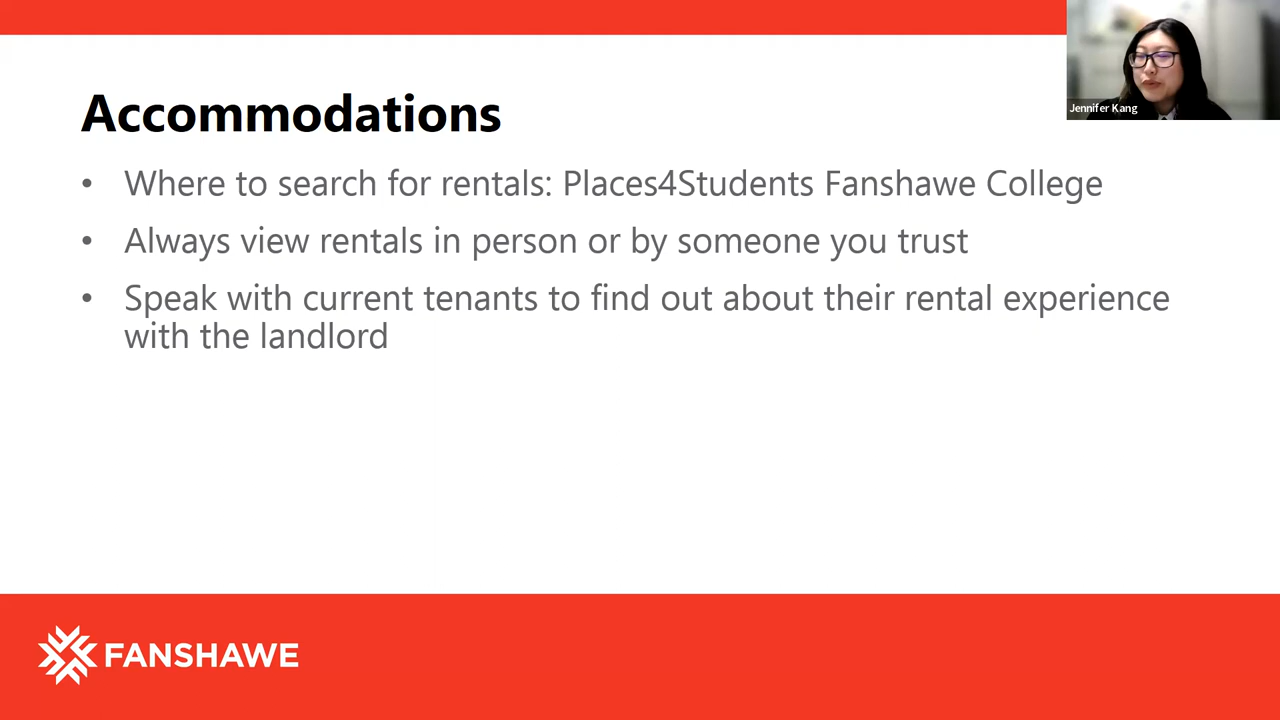 Jennifer Kang
Accommodations
• Where to search for rentals: Places4Students Fanshawe College
• Always view rentals in person or by someone you trust
• Speak with current tenants to find out about their rental experience
with the landlord
FANSHAWE